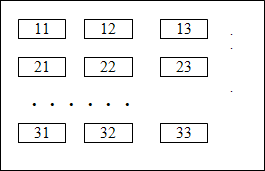 11 12 13 .
.
21 22 23
. . . . . . .
31 32 33